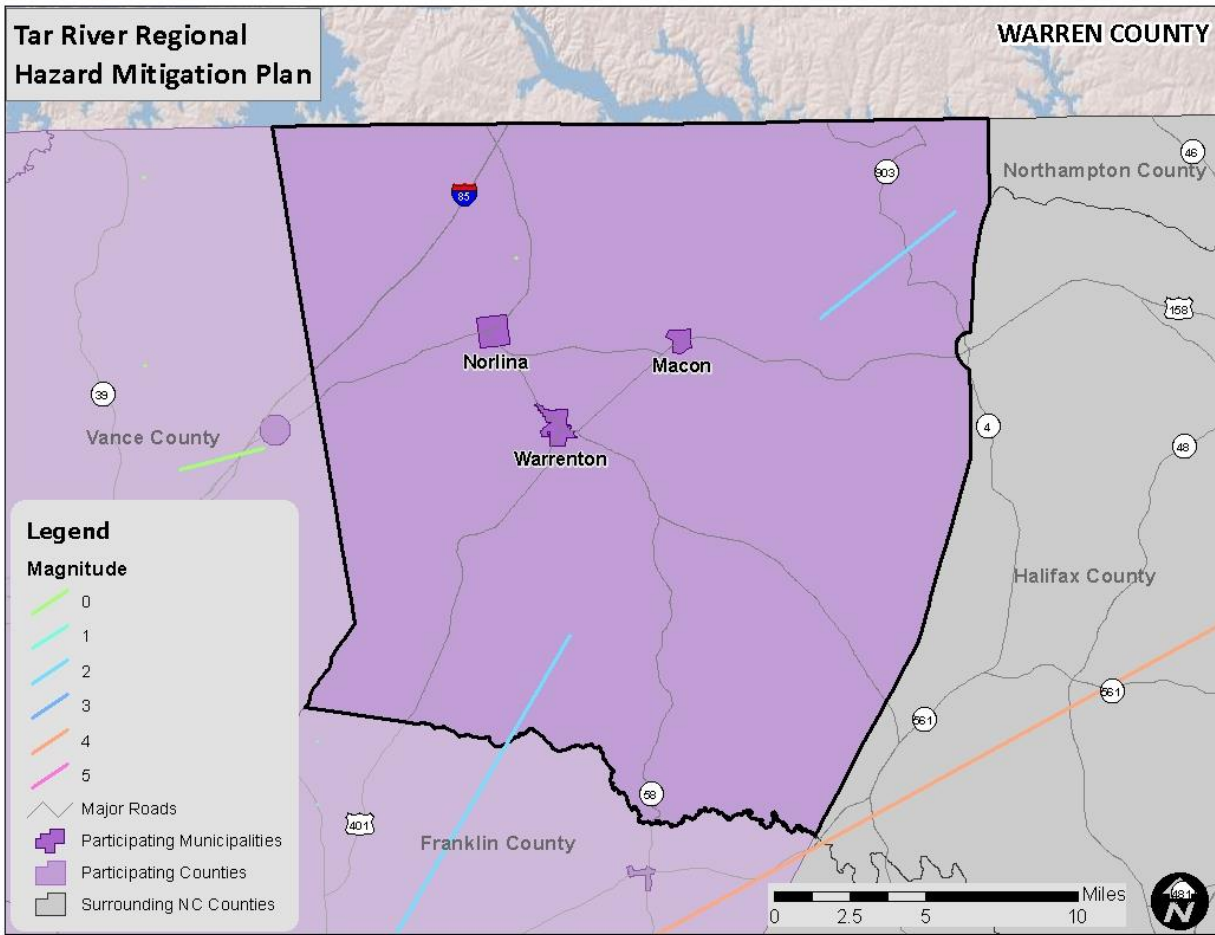 Tar River Regional
Hazard Mitigation Plan
WARREN COUNTY
46
903
Northampton County
85
158
Norlina
Macon
39
Vance County
4
48
Warrenton
Legend
Magnitude
0
1
2
3
4
5
Major Roads
Participating Municipalities
Participating Counties
Surrounding NC Counties
Halifax County
561
561
58
401
Franklin County
Miles
0 2.5 5 10
481
N